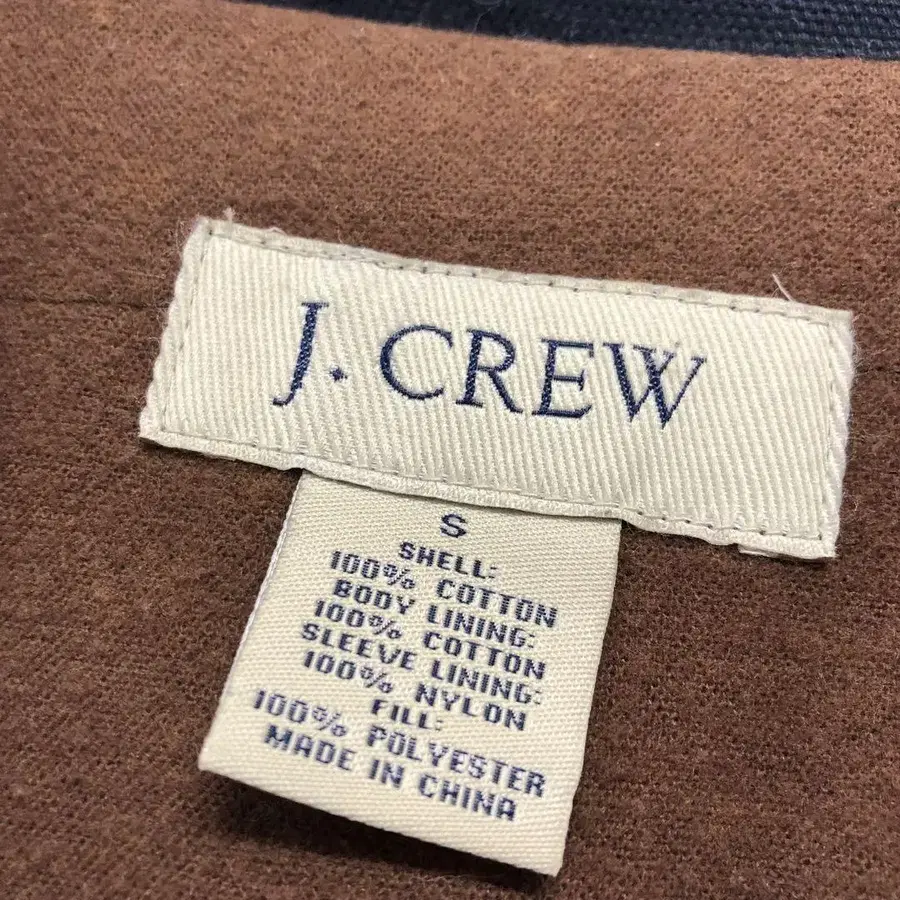 J. CREW
S
SHELL:
100% COTTON
BODY LINING:
100% COTTON
SLEEVE LINING:
100% NYLON
FILL:
100% POLYESTER
MADE IN CHINA